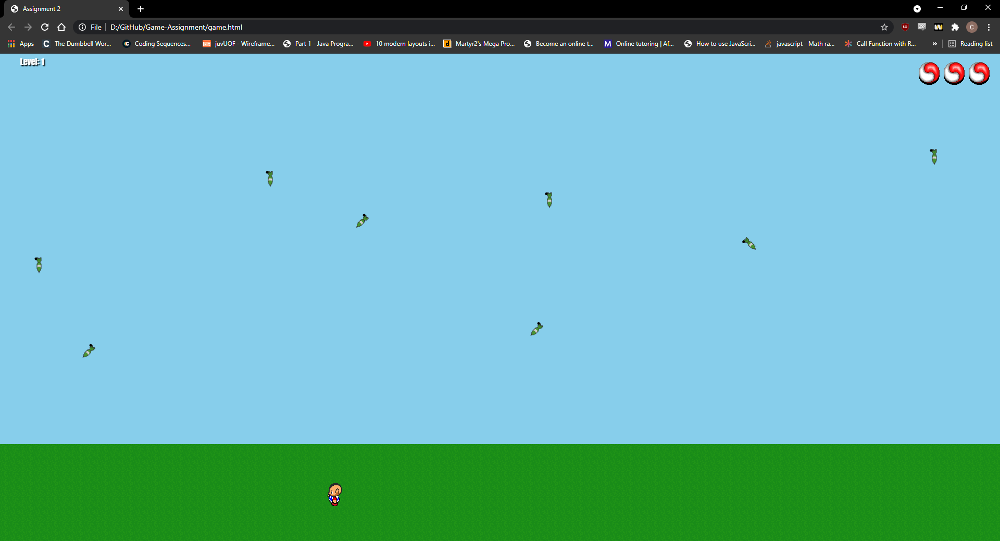 Assignment 2
File D:/GitHub/Game-Assignment/game.html
C
Apps The Dumbbell Wor... Coding Sequences... juvUOF - Wireframe... Part 1 - Java Progra... 10 modern layouts i... Martyr2's Mega Pro... Become an online t... Online tutoring | Af... How to use JavaScri... javascript - Math ra... Call Function with R... » Reading list
Level: 1